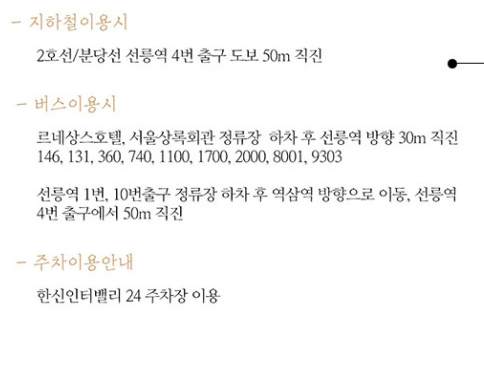 - 지하철이용시
2호선/분당선 선릉역 4번 출구 도보 50m 직진
- 버스이용시
르네상스호텔, 서울상록회관 정류장 하차 후 선릉역 방향 30m 직진
146, 131, 360, 740, 1100, 1700, 2000, 8001, 9303
선릉역 1번, 10번출구 정류장 하차 후 역삼역 방향으로 이동, 선릉역
4번 출구에서 50m 직진
- 주차이용안내
한신인터밸리 24 주차장 이용